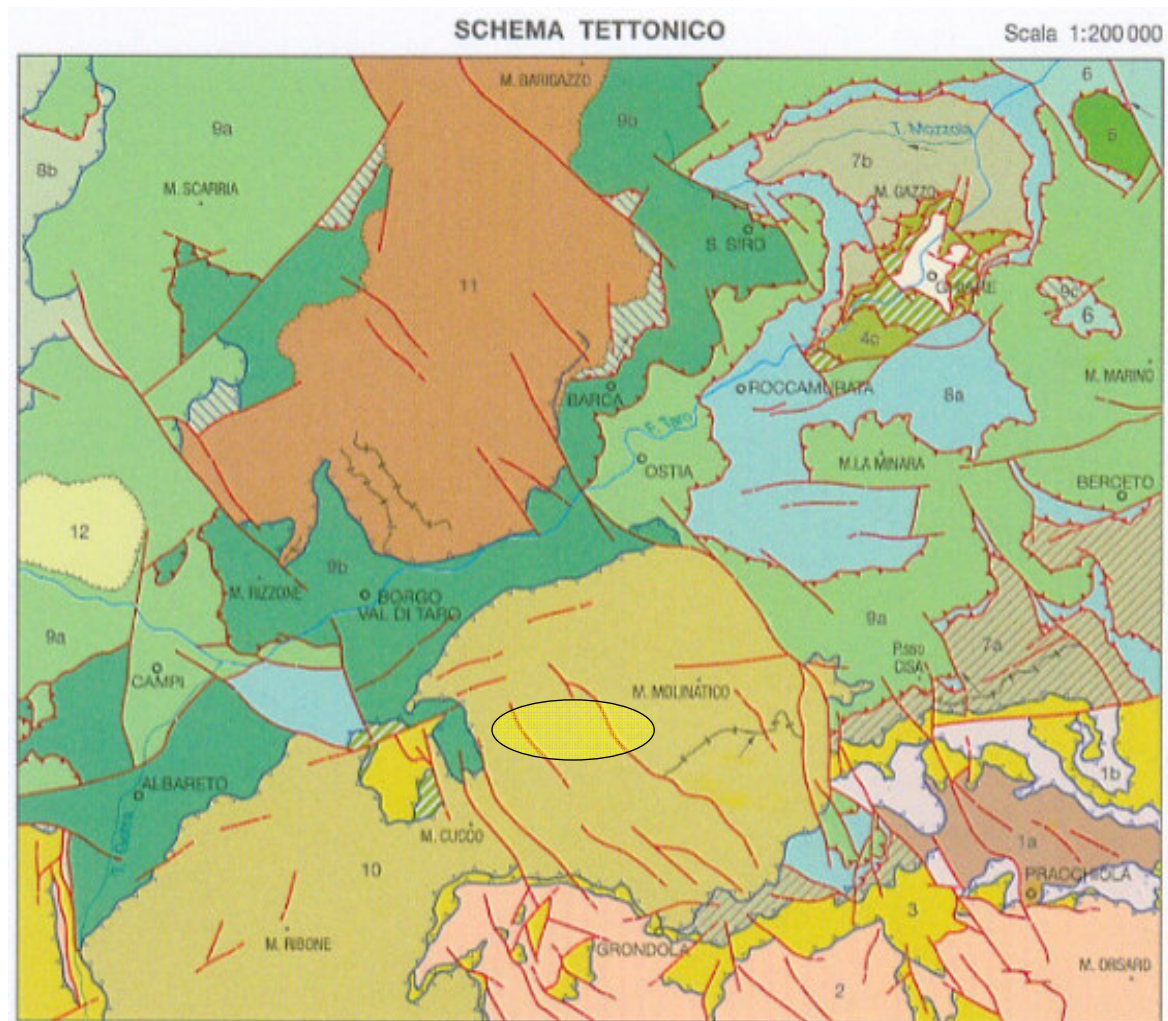 SCHEMA TETTONICO
Scala 1:200 000
M. BARIGAZZO
6
9a
9b
5
T. Mozzola
7b
8b
M. SCARRIA
M. GAZZO
S. SIRO
11
9c
6
4c
M. MARINO
BARCA
ROCCAMURATA
8a
F. Taro
OSTIA
M.LA MINARA
BERCETO
12
9b
M. RIZZONE
BORGO
VAL DI TARO
9a
9a
7a
P.sso
CISA
CAMPI
M. MOLINATICO
1b
ALBARETO
M. CUCCO
1a
10
PRACCHIOLA
3
M. RIBONE
GRONDOLA
M. ORSARO
2